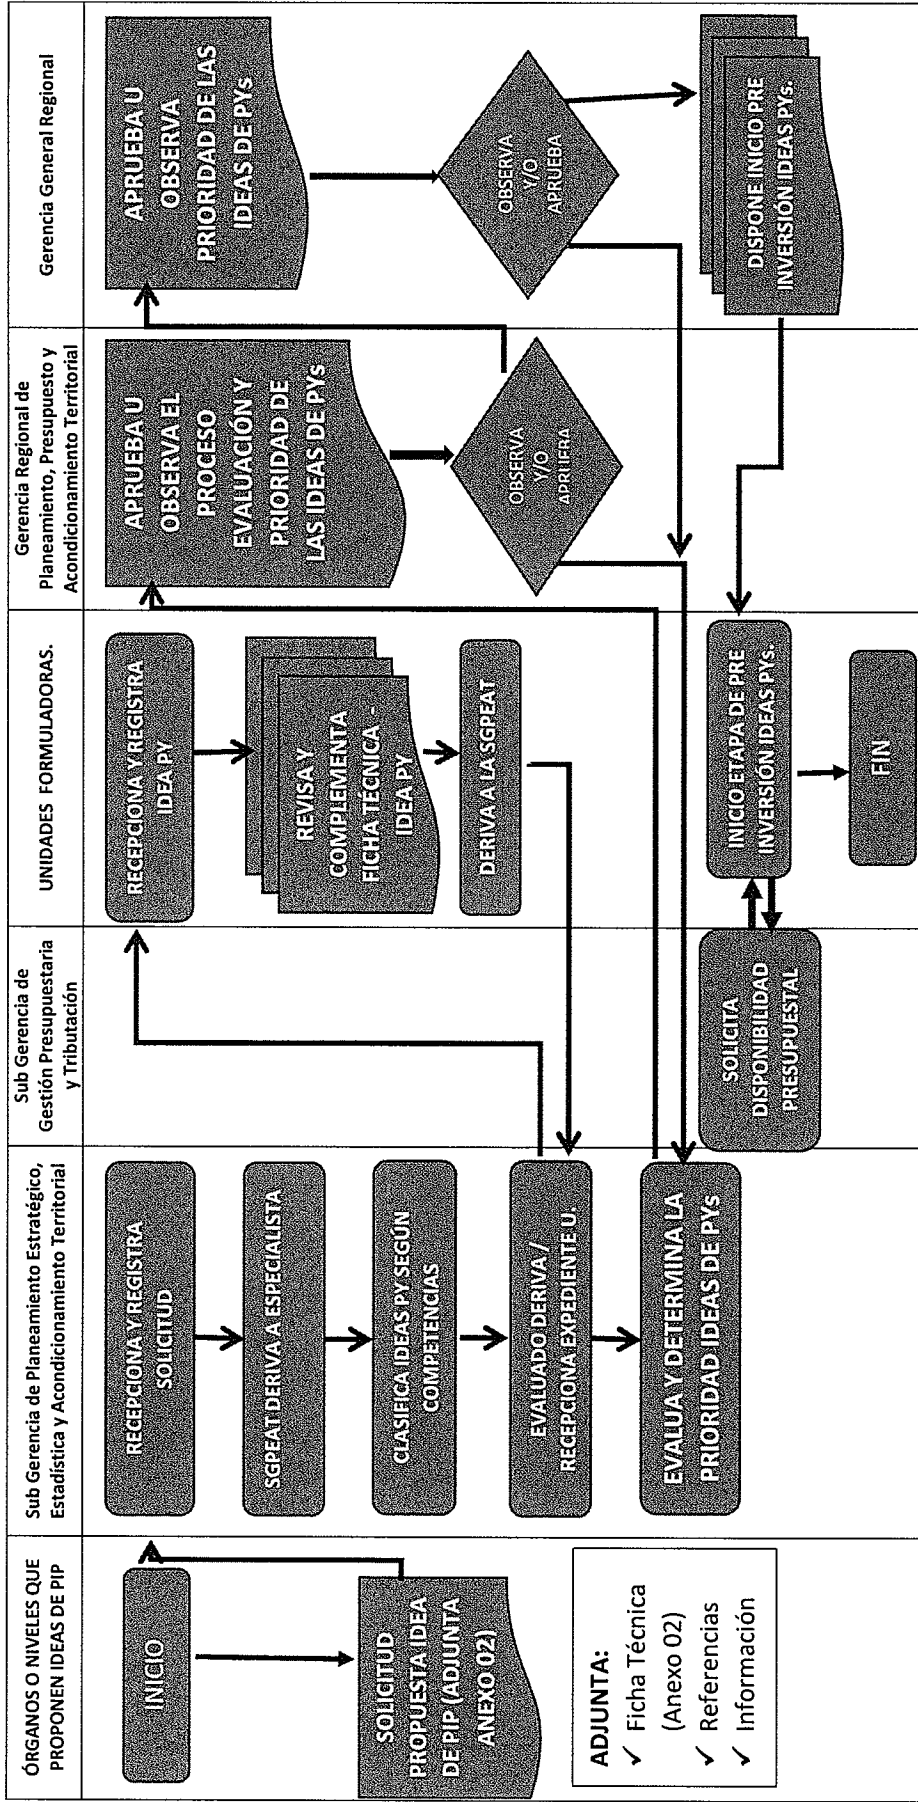 ÓRGANOS O NIVELES QUE
PROPONEN IDEAS DE PIP
INICIO
SOLICITUD
PROPUESTA IDEA
DE PIP (ADJUNTA
ANEXO 02)
ADJUNTA:
✓ Ficha Técnica
(Anexo 02)
✓ Referencias
✓ Información
Sub Gerencia de Planeamiento Estratégico,
Estadística y Acondicionamiento Territorial
RECEPCIONA Y REGISTRA
SOLICITUD
SGPEAT DERIVA A ESPECIALISTA
CLASIFICA IDEAS PY SEGÚN
COMPETENCIAS
EVALUADO DERIVA /
RECEPCIONA EXPEDIENTE U.
EVALUA Y DETERMINA LA
PRIORIDAD IDEAS DE PYs
Sub Gerencia de
Gestión Presupuestaria
y Tributación
SOLICITA
DISPONIBILIDAD
PRESUPUESTAL
UNIDADES FORMULADORAS.
RECEPCIONA Y REGISTRA
IDEA PY
REVISA Y
COMPLEMENTA
FICHA TÉCNICA -
IDEA PY
DERIVA A LA SGPEAT
INICIO ETAPA DE PRE
INVERSIÓN IDEAS PYs.
FIN
Gerencia Regional de
Planeamiento, Presupuesto y
Acondicionamiento Territorial
APRUEBA U
OBSERVA EL
PROCESO
EVALUACIÓN Y
PRIORIDAD DE
LAS IDEAS DE PYs
OBSERVA
Y/O
APRUEBA
Gerencia General Regional
APRUEBA U
OBSERVA
PRIORIDAD DE LAS
IDEAS DE PYs
OBSERVA
Y/O
APRUEBA
DISPONE INICIO PRE
INVERSIÓN IDEAS PYs.